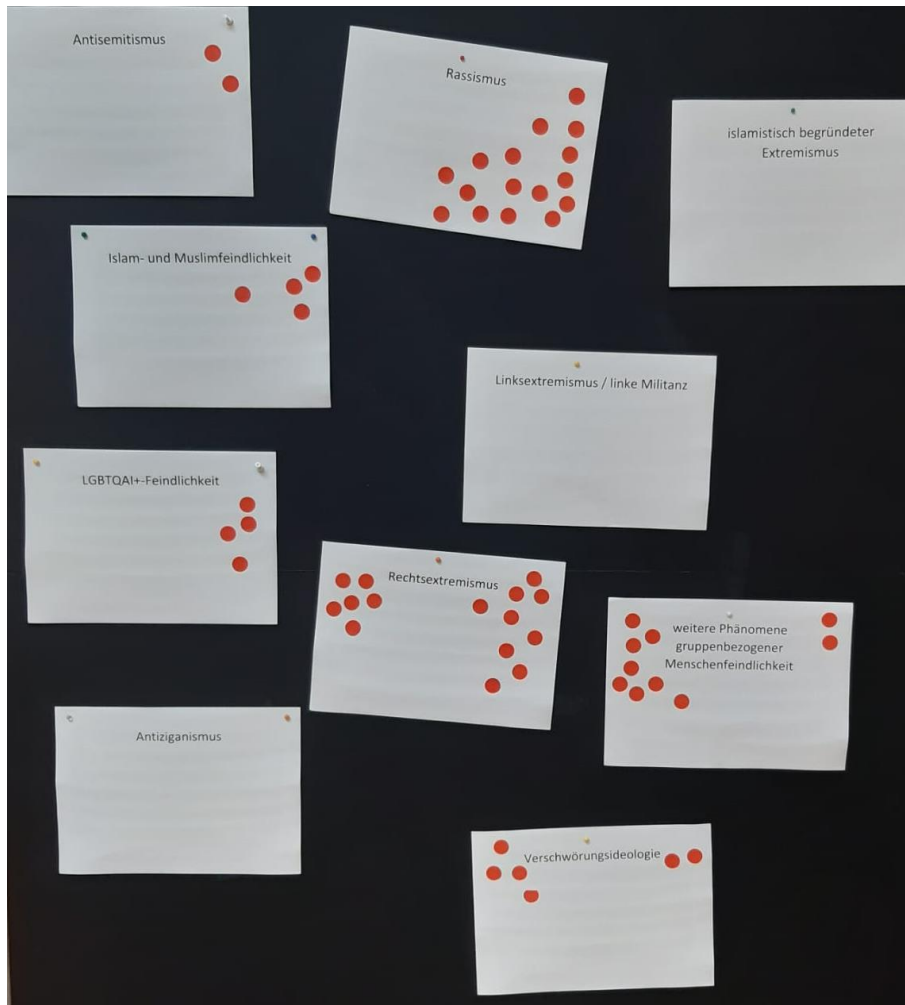 Antisemitismus
Rassismus
islamistisch begründeter
Extremismus
Islam- und Muslimfeindlichkeit
Linksextremismus / linke Militanz
LGBTQAI+-Feindlichkeit
Rechtsextremismus
weitere Phänomene
gruppenbezogener
Menschenfeindlichkeit
Antiziganismus
Verschwörungsideologie